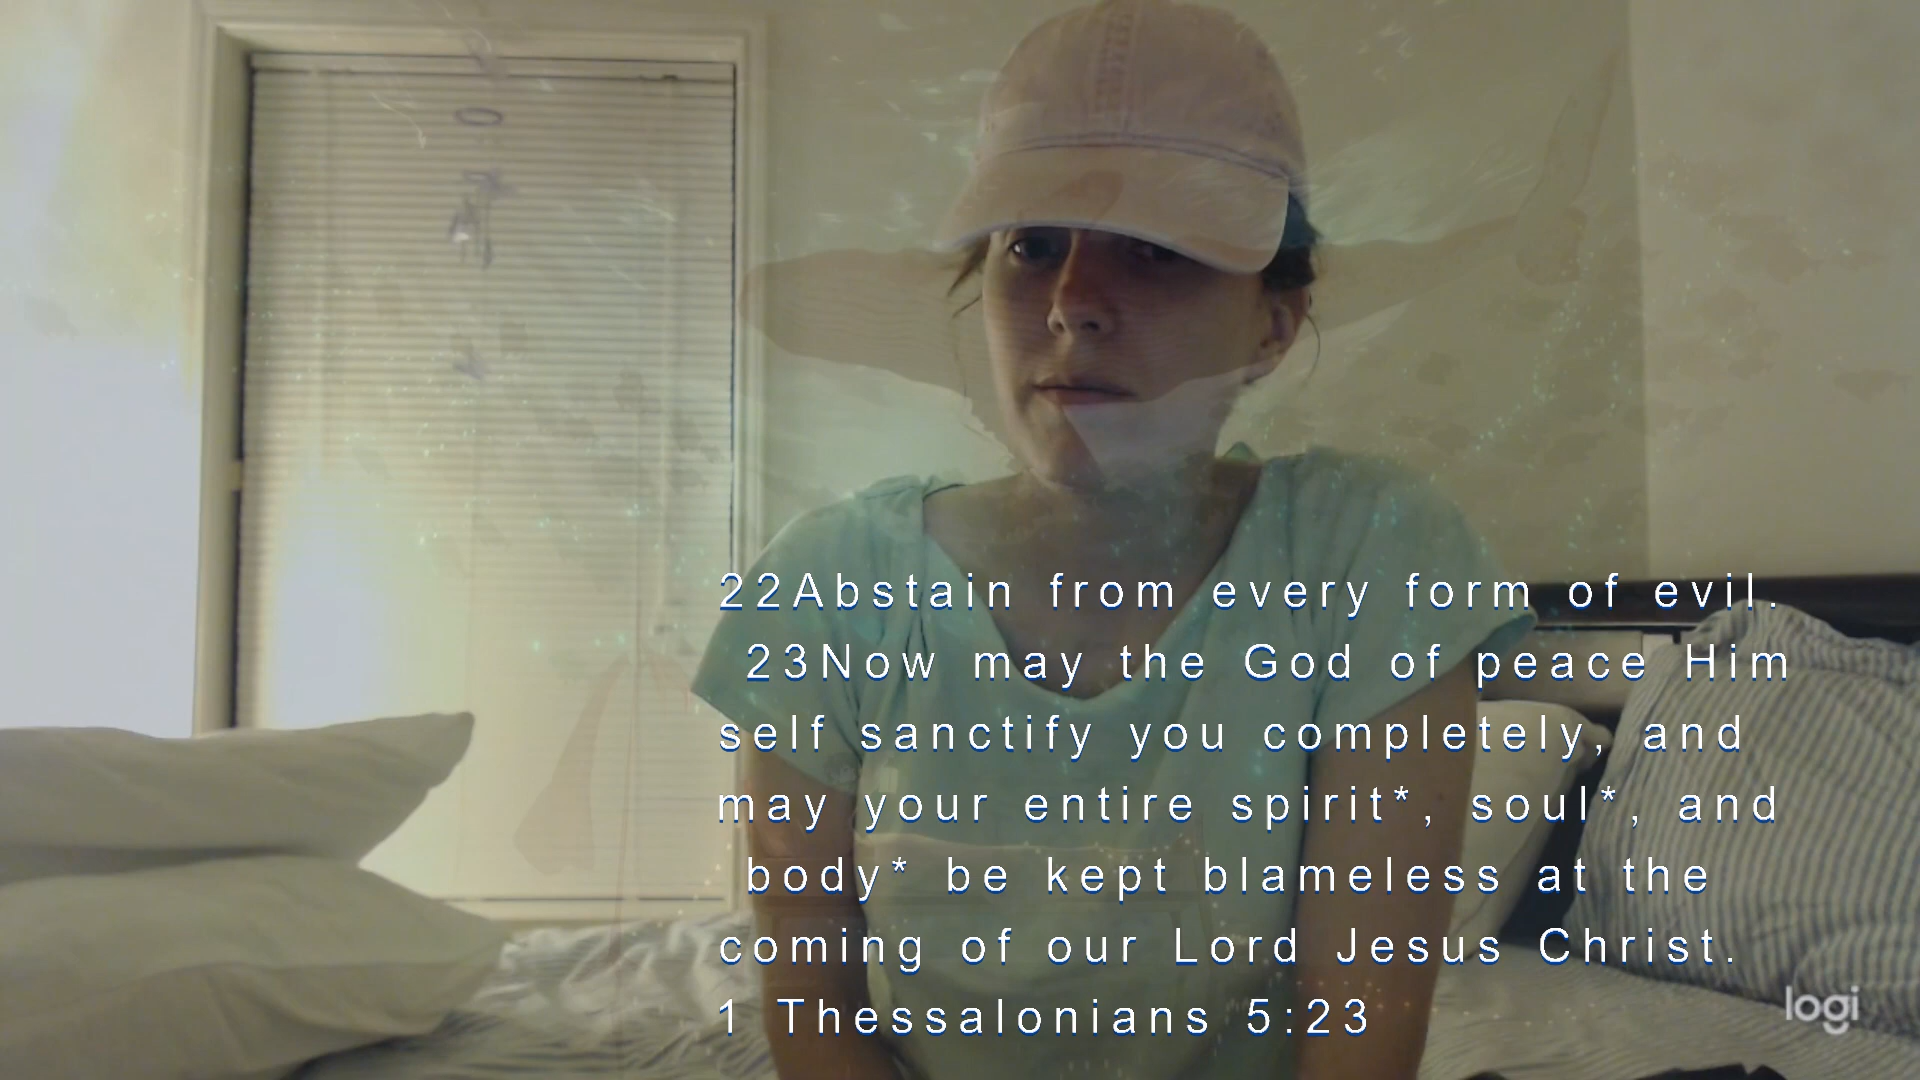 22Abstain from every form of evil.
23Now may the God of peace Him
self sanctify you completely, and
may your entire spirit*, soul*, and
body* be kept blameless at the
coming of our Lord Jesus Christ.
1 Thessalonians 5:23
logi